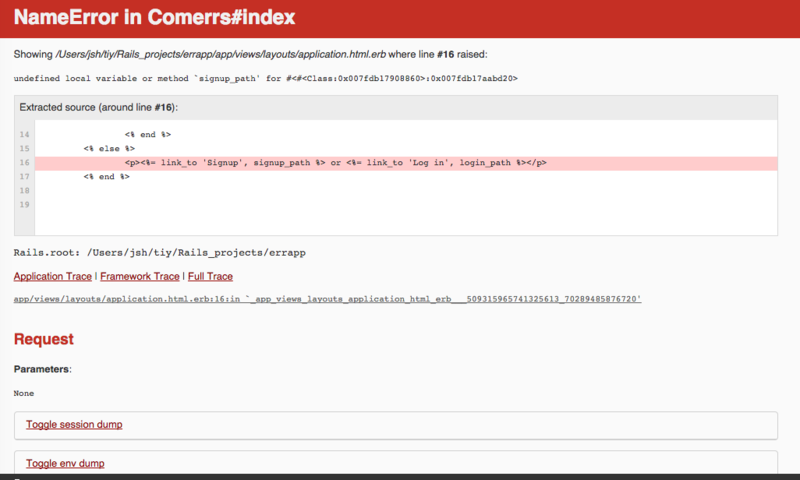 NameError in Comerrs#index
Showing /Users/jsh/tiy/Rails_projects/errapp/app/views/layouts/application.html.erb where line #16 raised:
undefined local variable or method `signup_path' for #<#<Class:0x007fdb17908860>:0x007fdb17aabd20>
Extracted source (around line #16):
14 <% end %>
15 <% else %>
16 <p><%= link_to 'Signup', signup_path %> or <%= link_to 'Log in', login_path %></p>
17 <% end %>
18
19
Rails.root: /Users/jsh/tiy/Rails_projects/errapp
Application Trace | Framework Trace | Full Trace
app/views/layouts/application.html.erb:16:in `_app_views_layouts_application_html_erb___509315965741325613_70289485876720'
Request
Parameters:
None
Toggle session dump
Toggle env dump